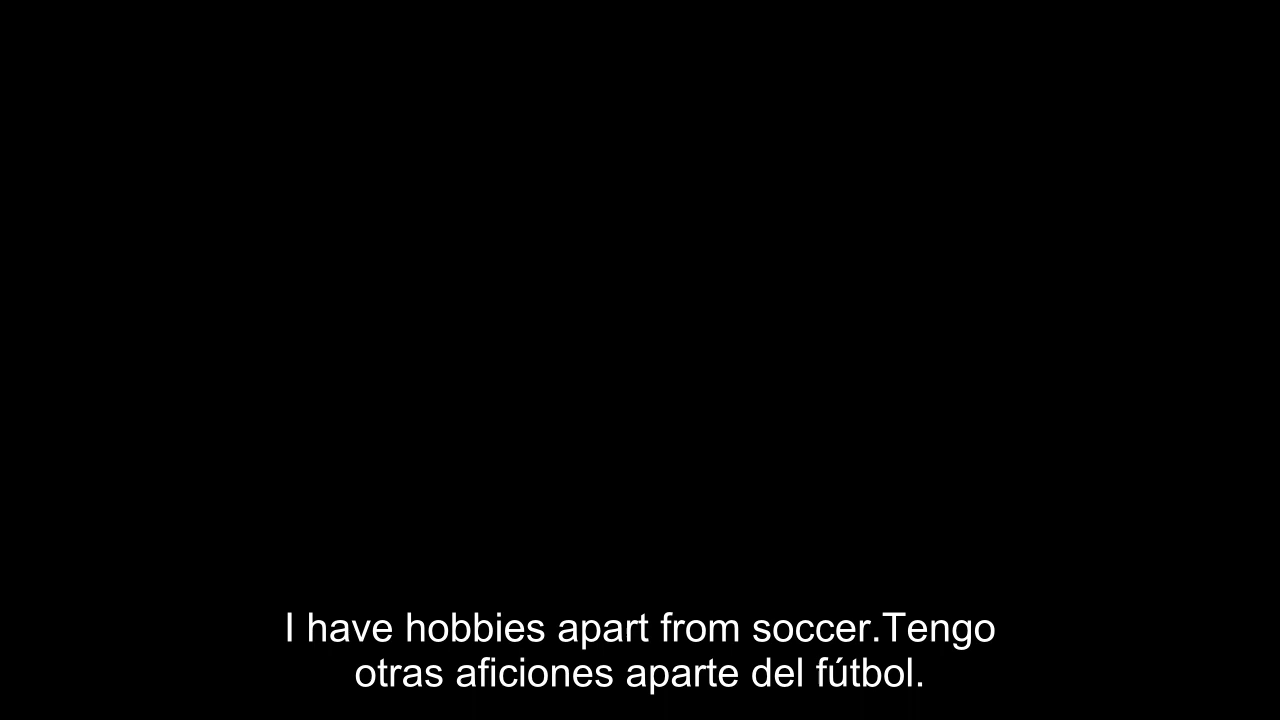 I have hobbies apart from soccer.Tengo
otras aficiones aparte del fútbol.